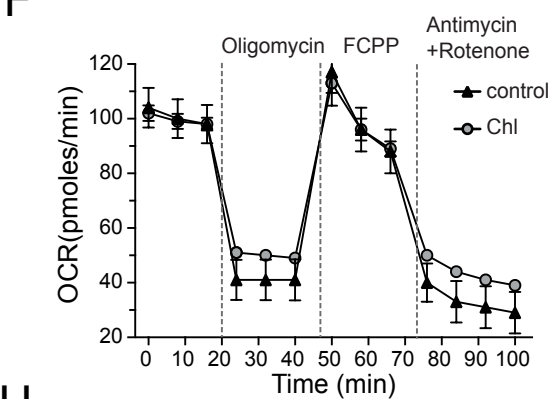 F
Antimycin
Oligomycin FCPP +Rotenone
120
control
100
Chl
80
60
40
20
OCR(pmoles/min)
0 10 20 30 40 50 60 70 80 90 100
Time (min)